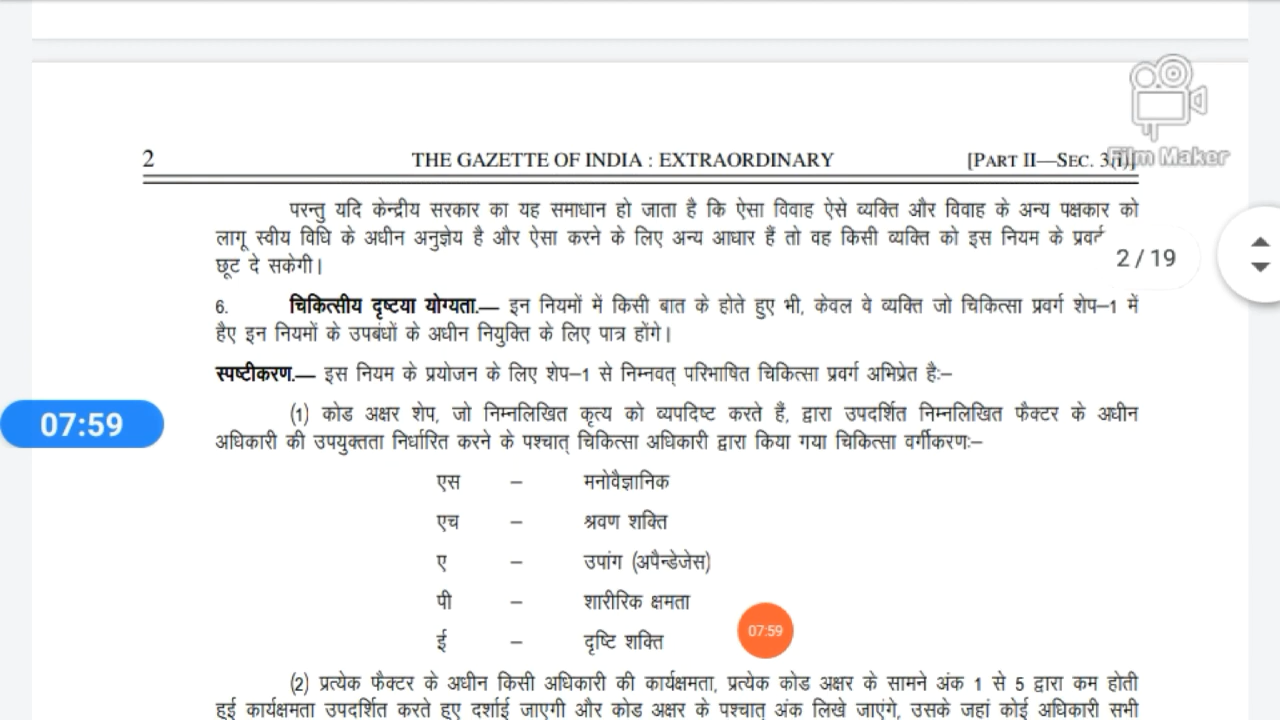 2 THE GAZETTE OF INDIA : EXTRAORDINARY [PART II—SEC. 3(i)]
Film Maker
परन्तु यदि केन्द्रीय सरकार का यह समाधान हो जाता है कि ऐसा विवाह ऐसे व्यक्ति और विवाह के अन्य पक्षकार को
लागू स्वीय विधि के अधीन अनुज्ञेय है और ऐसा करने के लिए अन्य आधार हैं तो वह किसी व्यक्ति को इस नियम के
2 / 19
छूट दे सकेगी।
6. चिकित्सीय दृष्टया योग्यता.— इन नियमों में किसी बात के होते हुए भी, केवल वे व्यक्ति जो चिकित्सा प्रवर्ग शेप–1 में
हैए इन नियमों के उपबंधों के अधीन नियुक्ति के लिए पात्र होंगे।
स्पष्टीकरण.— इस नियम के प्रयोजन के लिए शेप–1 से निम्नवत् परिभाषित चिकित्सा प्रवर्ग अभिप्रेत है:–
(1) कोड अक्षर शेप, जो निम्नलिखित कृत्य को व्यपदिष्ट करते हैं, द्वारा उपदर्शित निम्नलिखित फैक्टर के अधीन
07:59
अधिकारी की उपयुक्तता निर्धारित करने के पश्चात् चिकित्सा अधिकारी द्वारा किया गया चिकित्सा वर्गीकरण:–
एस – मनोवैज्ञानिक
एच – श्रवण शक्ति
ए – उपांग (अपैन्डेजेस)
पी – शारीरिक क्षमता
07:59
ई – दृष्टि शक्ति
(2) प्रत्येक फैक्टर के अधीन किसी अधिकारी की कार्यक्षमता, प्रत्येक कोड अक्षर के सामने अंक 1 से 5 द्वारा कम होती
हुई कार्यक्षमता उपदर्शित करते हुए दर्शाई जाएगी और कोड अक्षर के पश्चात् अंक लिखे जाएंगे, उसके जहां कोई अधिकारी सभी